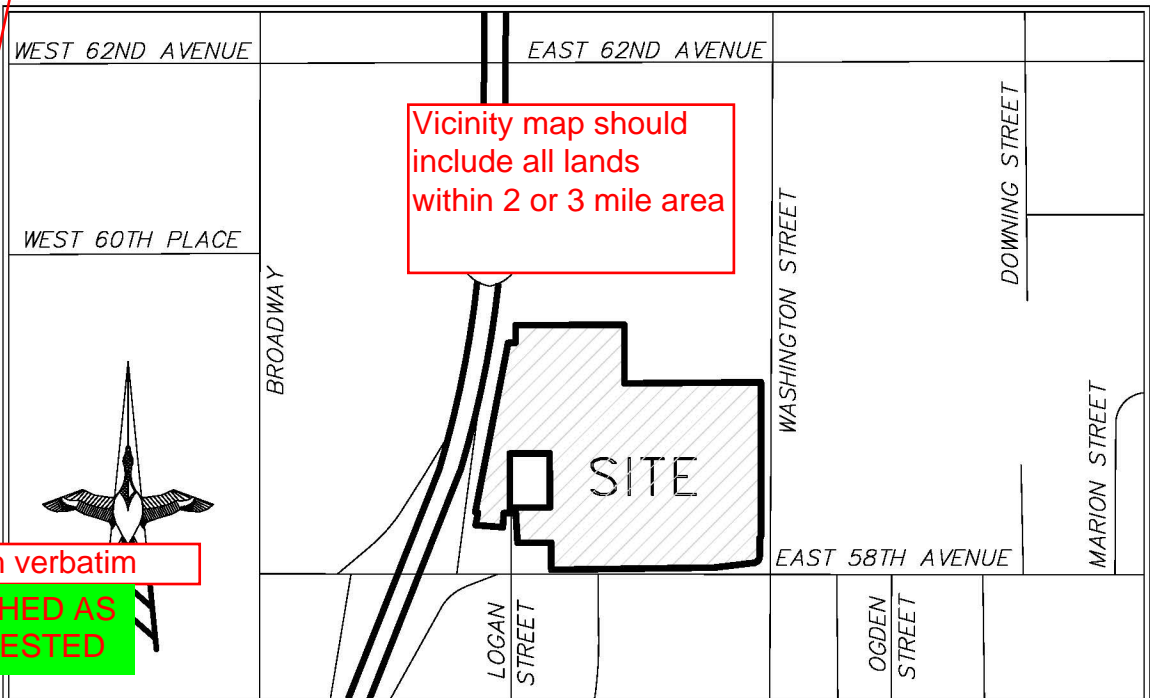 WEST 62ND AVENUE
EAST 62ND AVENUE
Vicinity map should
include all lands
within 2 or 3 mile area
DOWNING STREET
WASHINGTON STREET
WEST 60TH PLACE
BROADWAY
MARION STREET
SITE
verbatim
EAST 58TH AVENUE
AS
LOGAN
STREET
OGDEN
STREET